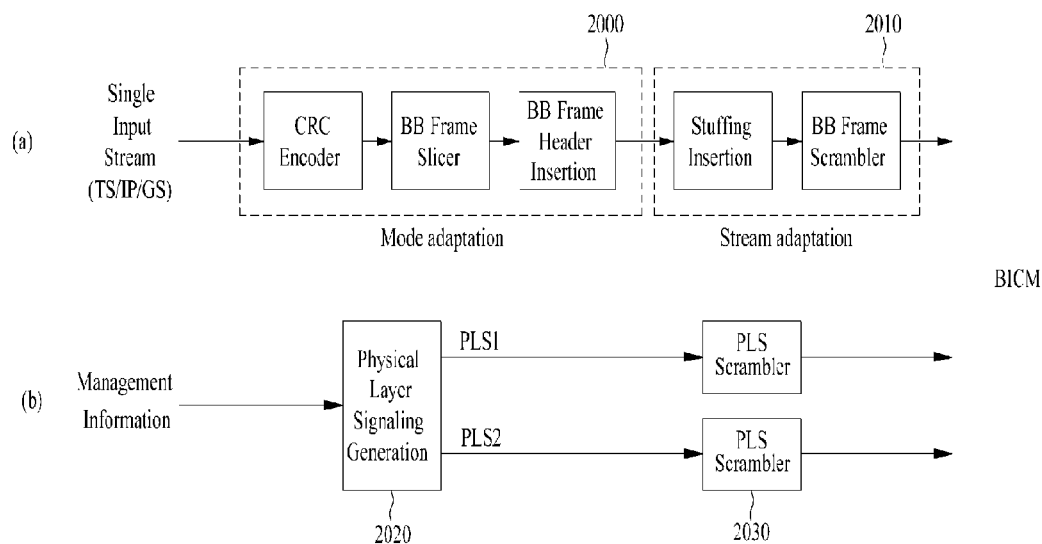 2000
2010
(a)
Single
Input
Stream
(TS/IP/GS)
CRC
Encoder
BB Frame
Slicer
BB Frame
Header
Insertion
Stuffing
Insertion
BB Frame
Scrambler
Mode adaptation
Stream adaptation
BICM
(b)
Management
Information
Physical
Layer
Signaling
Generation
PLS1
PLS
Scrambler
PLS2
PLS
Scrambler
2020
2030